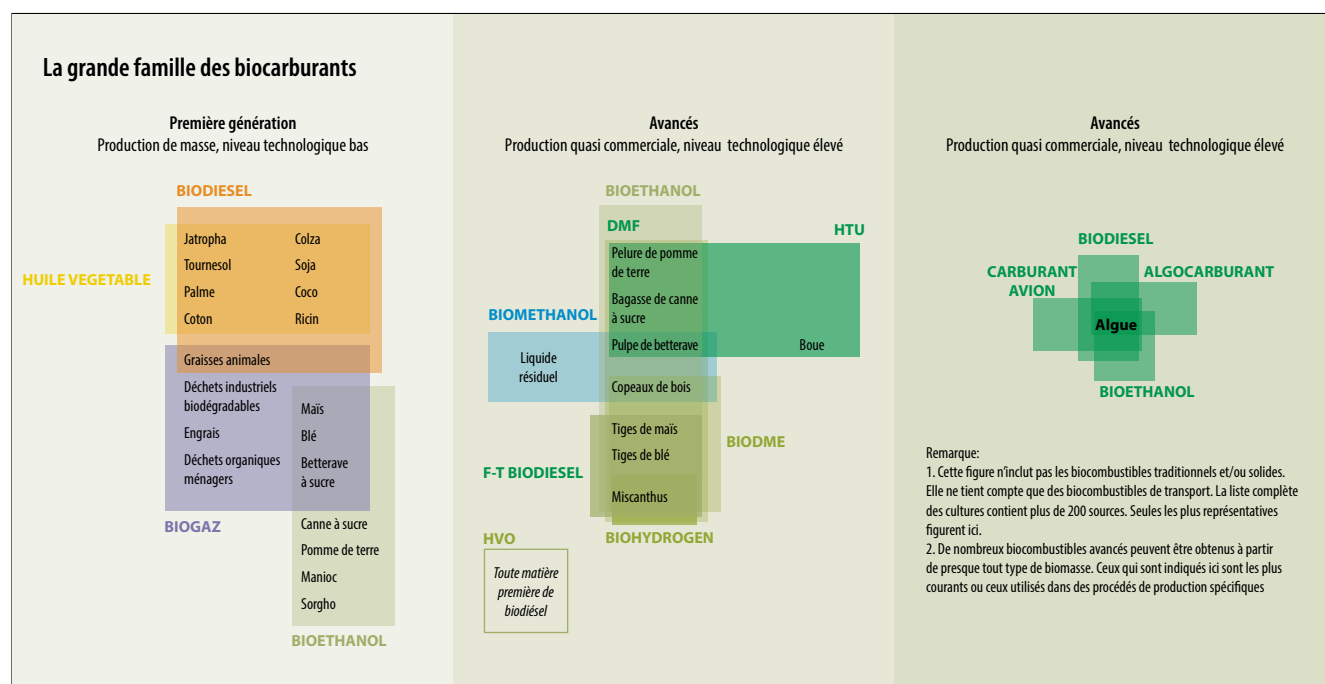 La grande famille des biocarburants
Première génération
Production de masse, niveau technologique bas
BIODIESEL
HUILE VEGETABLE
Jatropha
Colza
Tournesol
Soja
Palme
Coco
Coton
Ricin
Graisses animales
Déchets industriels
biodégradables
Engrais
Déchets organiques
ménagers
BIOGAZ
Maïs
Blé
Betterave
à sucre
Canne à sucre
Pomme de terre
Manioc
Sorgho
BIOETHANOL
Avancés
Production quasi commerciale, niveau technologique élevé
BIOETHANOL
DMF
HTU
Pelure de pomme
de terre
Bagasse de canne
à sucre
BIOMETHANOL
Pulpe de betterave
Boue
Liquide
résiduel
Copeaux de bois
Tiges de maïs
BIODME
Tiges de blé
F-T BIODIESEL
Miscanthus
HVO
BIOHYDROGEN
Toute matière
première de
biodiésel
Avancés
Production quasi commerciale, niveau technologique élevé
BIODIESEL
CARBURANT
AVION
ALGOCARBURANT
Algue
BIOETHANOL
Remarque:
1. Cette figure n'inclut pas les biocombustibles traditionnels et/ou solides.
Elle ne tient compte que des biocombustibles de transport. La liste complète
des cultures contient plus de 200 sources. Seules les plus représentatives
figurent ici.
2. De nombreux biocombustibles avancés peuvent être obtenus à partir
de presque tout type de biomasse. Ceux qui sont indiqués ici sont les plus
courants ou ceux utilisés dans des procédés de production spécifiques